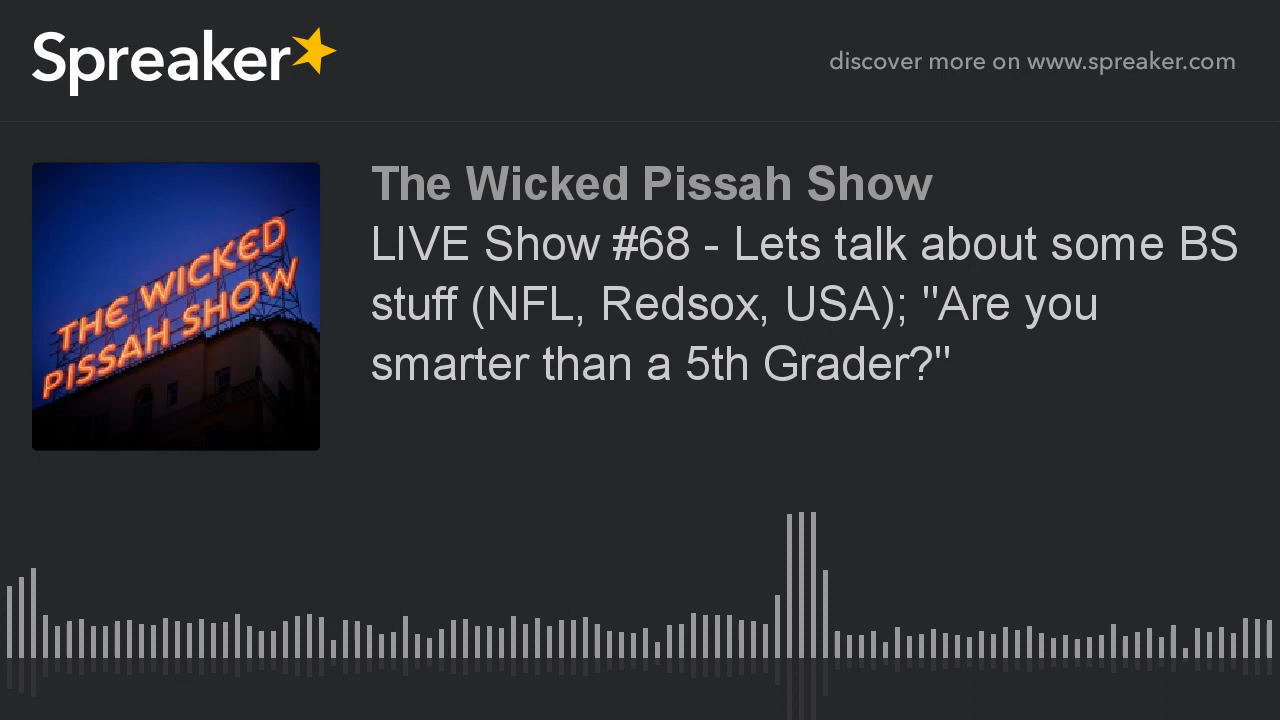 Spreaker
discover more on www.spreaker.com
THE WICKED
PISSAH SHOW
The Wicked Pissah Show
LIVE Show #68 - Lets talk about some BS
stuff (NFL, Redsox, USA); "Are you
smarter than a 5th Grader?"